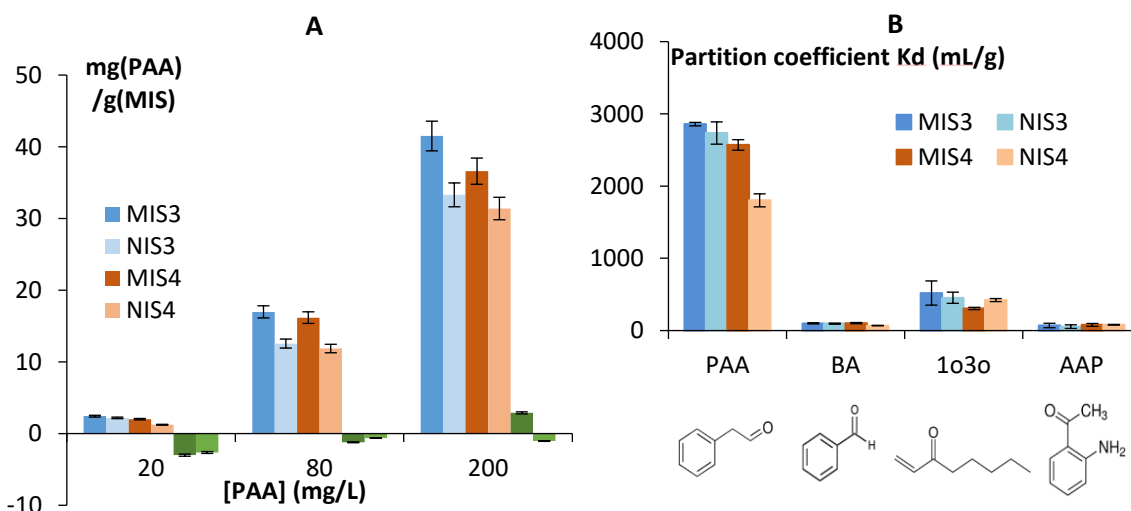 A
mg(PAA)
/g(MIS)
50
40
30
20
10
0
-10
MIS3
NIS3
MIS4
NIS4
20 80 200
[PAA] (mg/L)
B
Partition coefficient Kd (mL/g)
4000
3000
2000
1000
0
MIS3 NIS3
MIS4 NIS4
PAA BA 1o3o AAP
O
O
H
O
O CH3
NH2